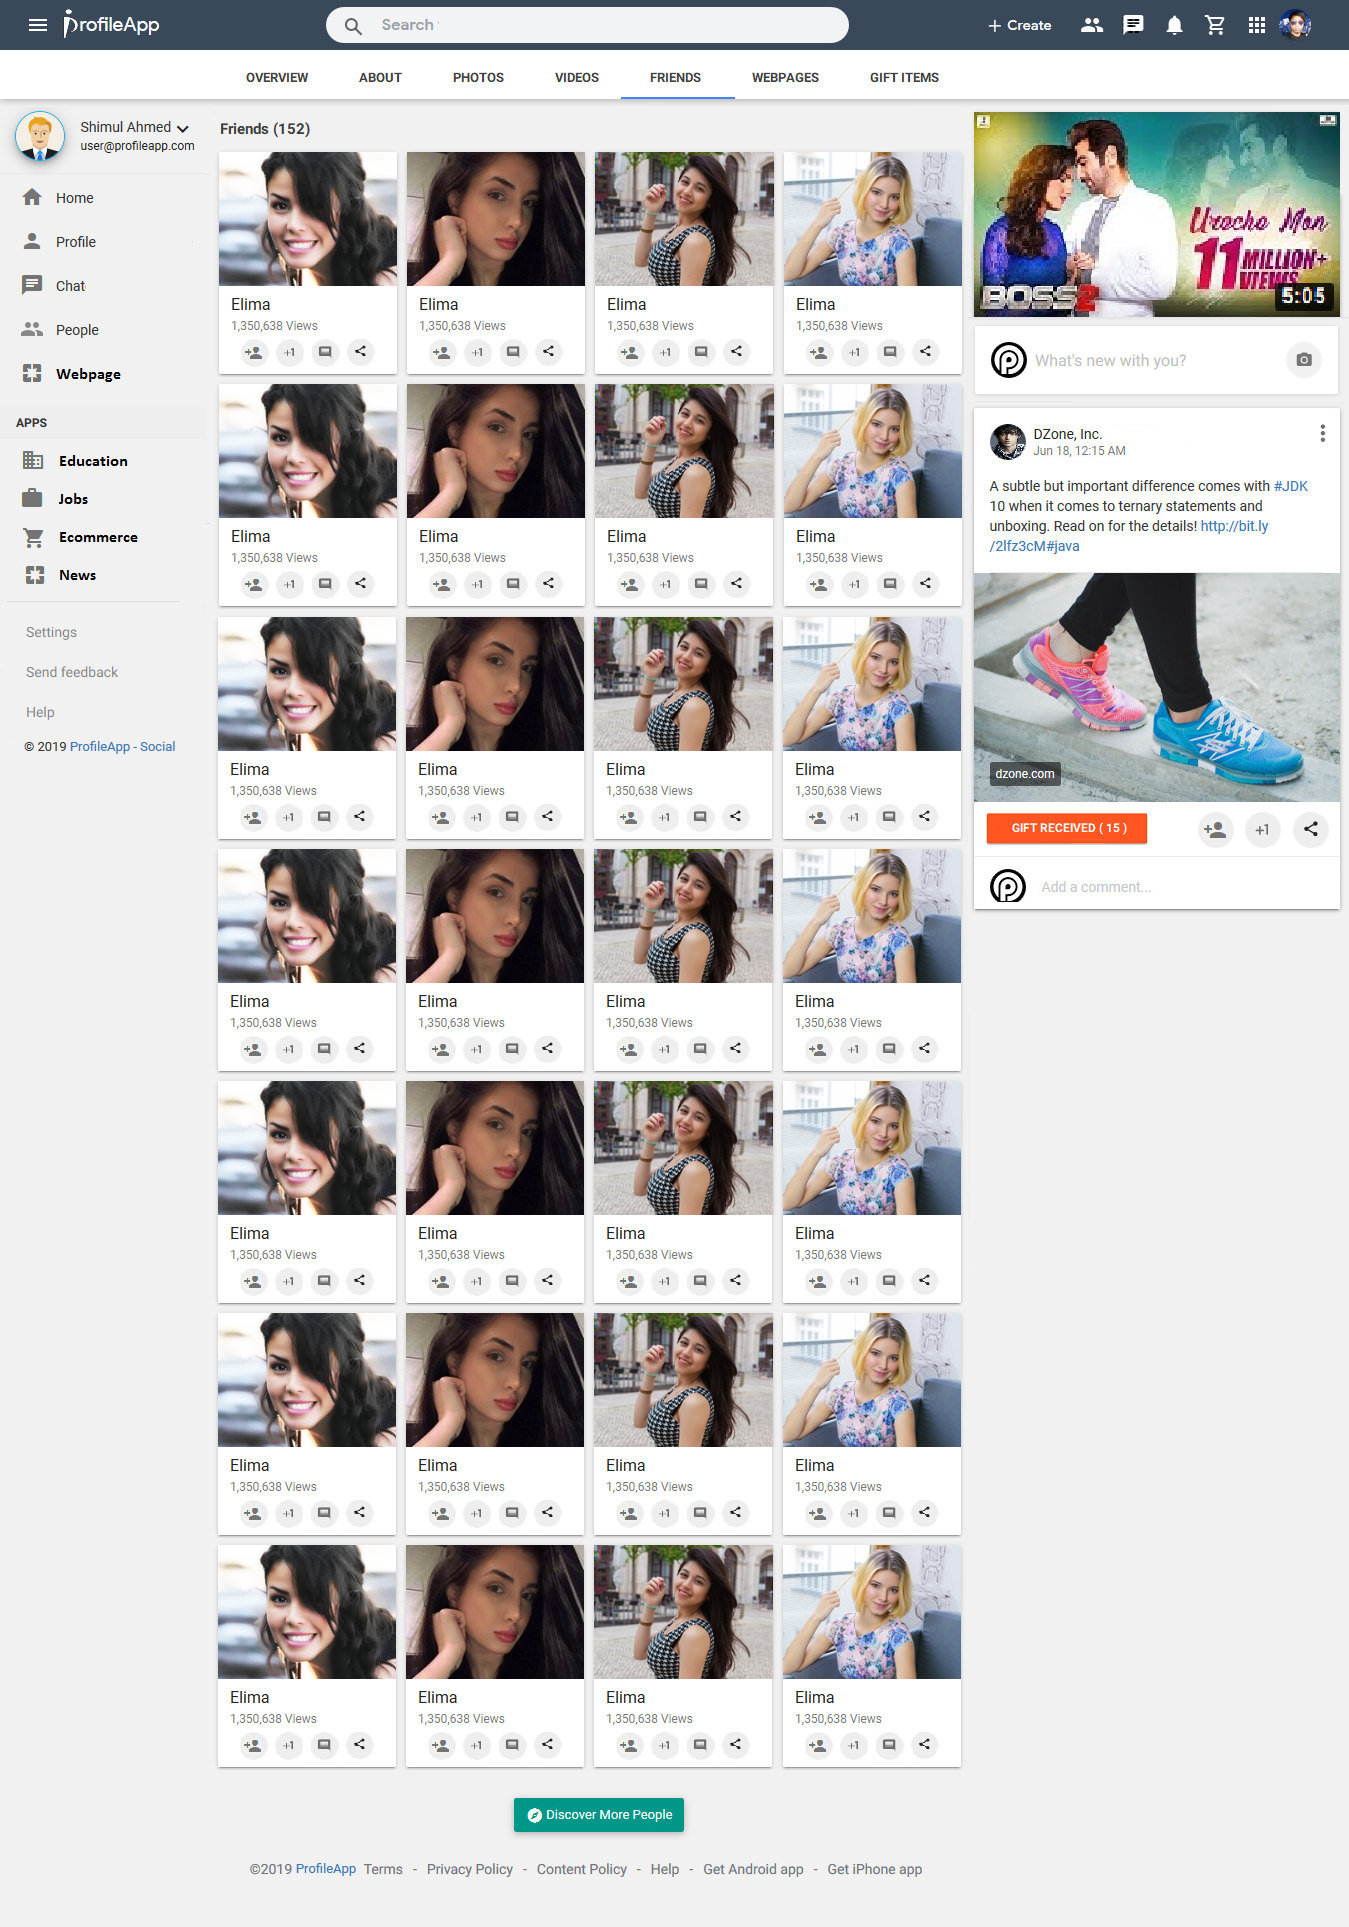 ProfileApp
Search
Create
OVERVIEW
ABOUT
PHOTOS
VIDEOS
FRIENDS
WEBPAGES
GIFT ITEMS
Shimul Ahmed
user@profileapp.com
Home
Profile
Chat
People
Webpage
APPS
Education
Jobs
Ecommerce
News
Settings
Send feedback
Help
© 2019 ProfileApp - Social
Friends (152)
Elima
1,350,638 Views
+1
Elima
1,350,638 Views
+1
Elima
1,350,638 Views
+1
Elima
1,350,638 Views
+1
Elima
1,350,638 Views
+1
Elima
1,350,638 Views
+1
Elima
1,350,638 Views
+1
Elima
1,350,638 Views
+1
Elima
1,350,638 Views
+1
Elima
1,350,638 Views
+1
Elima
1,350,638 Views
+1
Elima
1,350,638 Views
+1
Elima
1,350,638 Views
+1
Elima
1,350,638 Views
+1
Elima
1,350,638 Views
+1
Elima
1,350,638 Views
+1
Elima
1,350,638 Views
+1
Elima
1,350,638 Views
+1
Elima
1,350,638 Views
+1
Elima
1,350,638 Views
+1
Elima
1,350,638 Views
+1
Elima
1,350,638 Views
+1
Elima
1,350,638 Views
+1
Elima
1,350,638 Views
+1
Elima
1,350,638 Views
+1
Elima
1,350,638 Views
+1
Elima
1,350,638 Views
+1
Elima
1,350,638 Views
+1
Discover More People
©2019 ProfileApp Terms - Privacy Policy - Content Policy - Help - Get Android app - Get iPhone app
Uroche Mon
11 MILLION+
VIEWS
BOSS 2
5:05
What's new with you?
DZone, Inc.
Jun 18, 12:15 AM
A subtle but important difference comes with #JDK
10 when it comes to ternary statements and
unboxing. Read on for the details! http://bit.ly
/2lfz3cM#java
dzone.com
GIFT RECEIVED ( 15 )
+1
Add a comment...